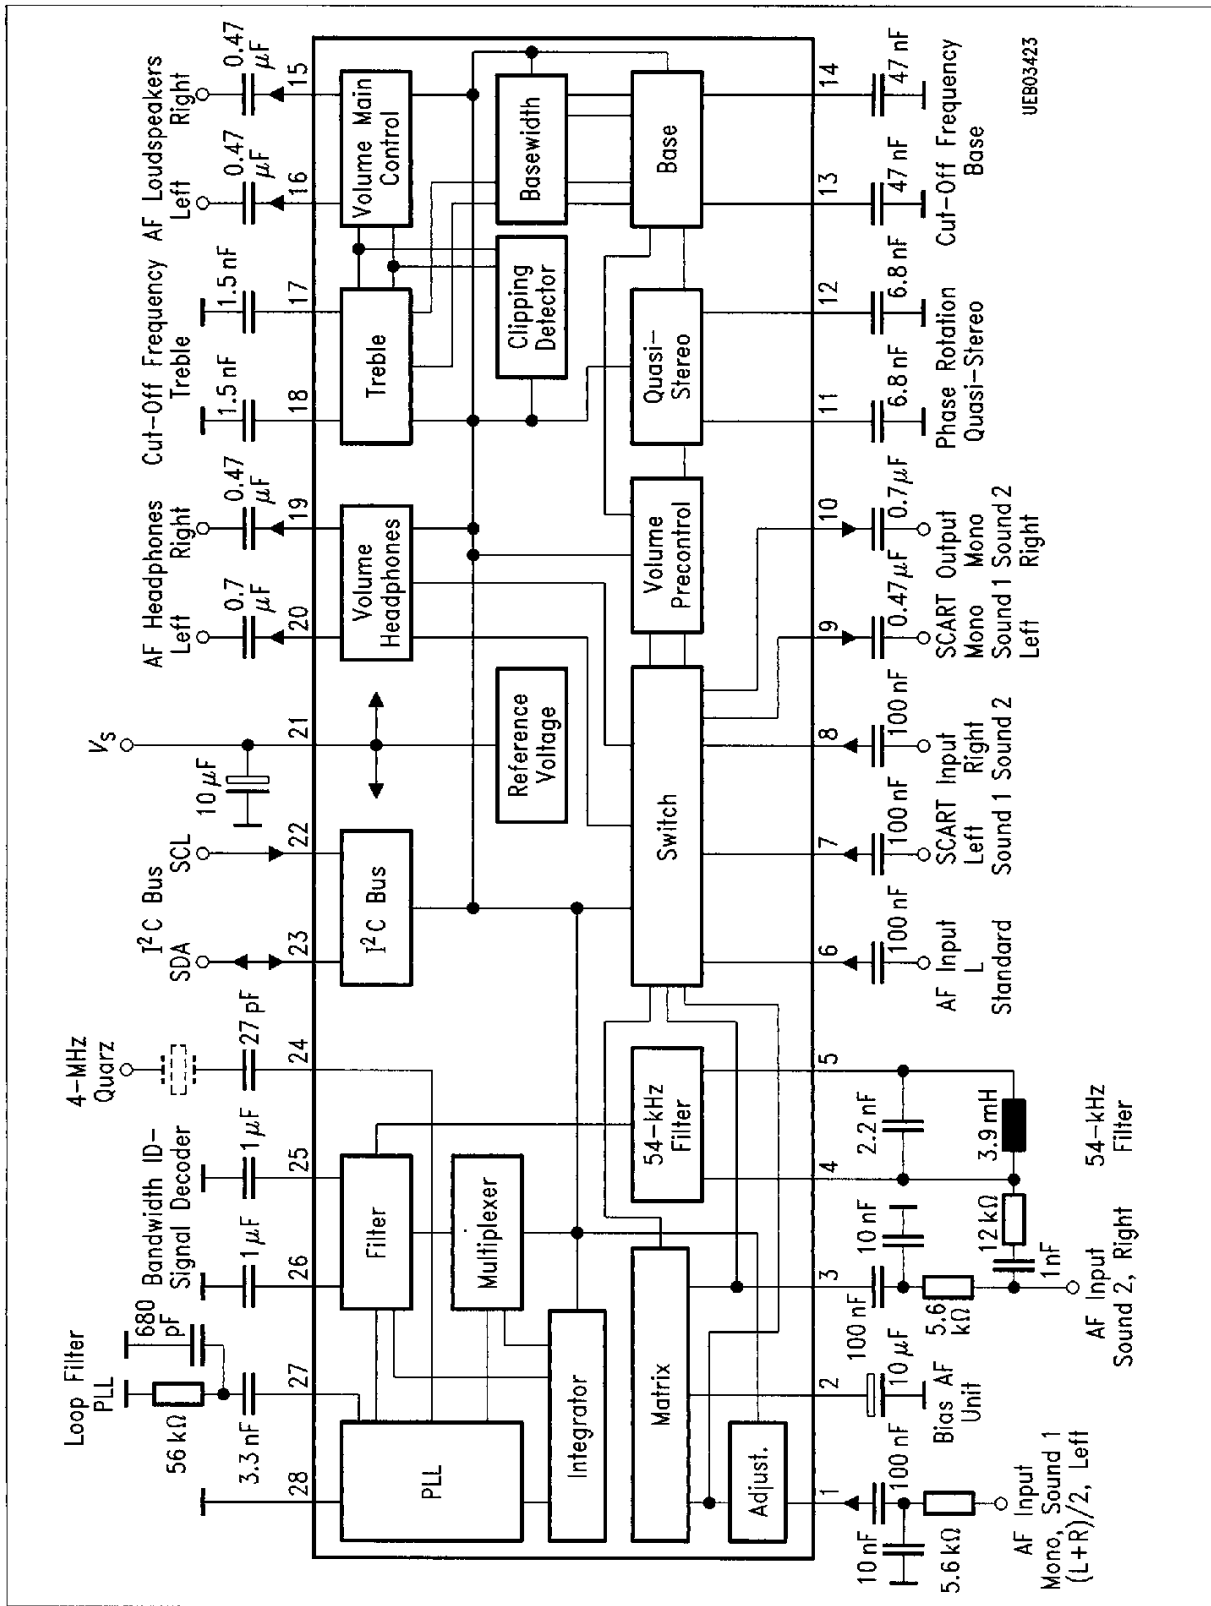 Loop Filter
PLL
680
pF
56 kΩ
3.3 nF
Bandwidth ID-
Signal Decoder
1 μF
1 μF
4-MHz
Quarz
27 pF
I²C Bus
SDA
SCL
Vs
10 μF
AF Headphones
Left
Right
0.7
μF
0.47
μF
Cut-Off Frequency
Treble
1.5 nF
1.5 nF
AF Loudspeakers
Left
Right
0.47
μF
0.47
μF
28
27
26
25
24
23
22
21
20
19
18
17
16
15
PLL
Filter
Multiplexer
Integrator
I²C Bus
Reference
Voltage
Volume
Headphones
Treble
Clipping
Detector
Volume Main
Control
Basewidth
Matrix
Adjust.
54-kHz
Filter
Switch
Volume
Precontrol
Quasi-
Stereo
Base
1
2
3
4
5
6
7
8
9
10
11
12
13
14
10 nF
100 nF
5.6 kΩ
AF Input
Mono, Sound 1
(L+R)/2, Left
10 μF
Bias AF
Unit
100 nF
10 nF
5.6
kΩ
12 kΩ
1 nF
AF Input
Sound 2, Right
2.2 nF
3.9 mH
54-kHz
Filter
100 nF
AF Input
L
Standard
100 nF
100 nF
SCART Input
Left Right
Sound 1 Sound 2
0.47 μF
0.7 μF
SCART Output
Mono Mono
Sound 1 Sound 2
Left Right
6.8 nF
6.8 nF
Phase Rotation
Quasi-Stereo
47 nF
47 nF
Cut-Off Frequency
Base
UEB03423